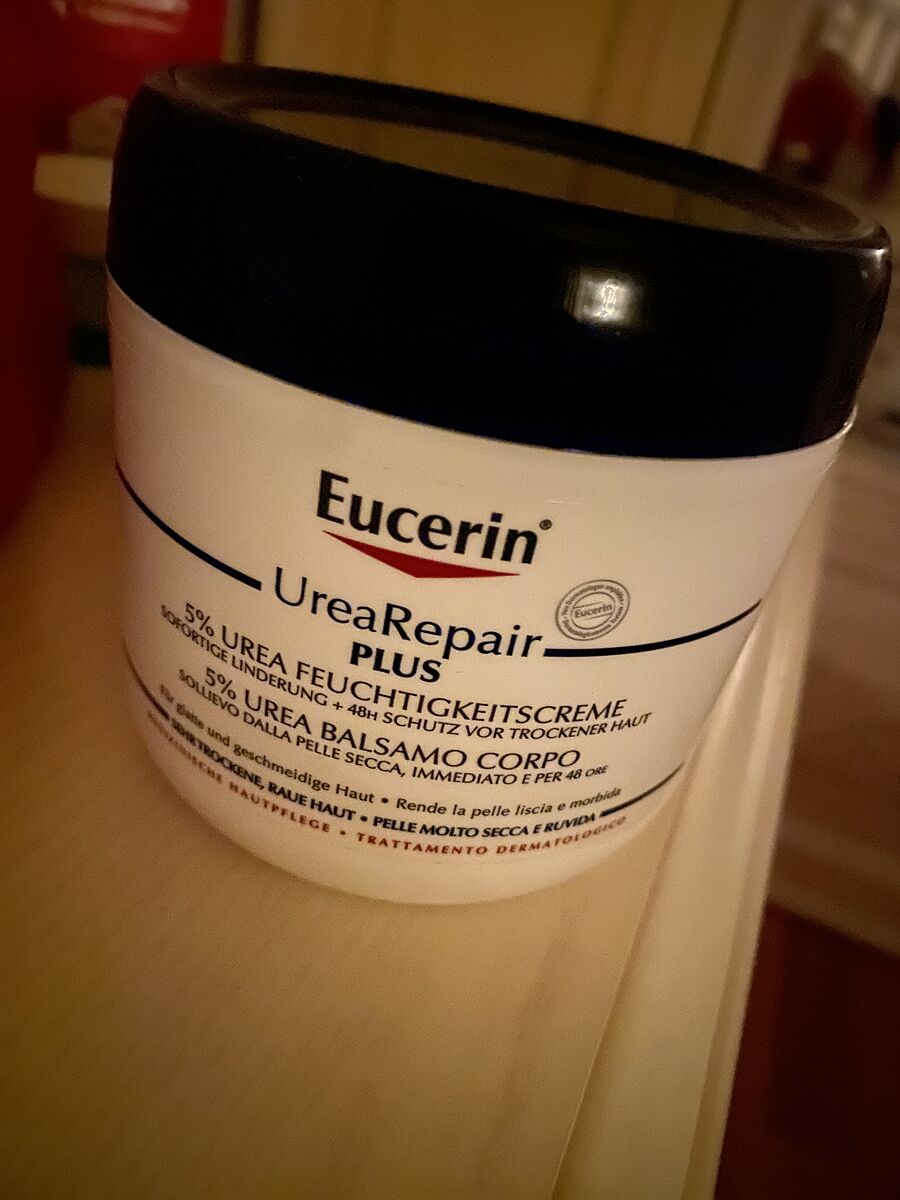 Eucerin®
UreaRepair
PLUS
Eucerin
5% UREA FEUCHTIGKEITSCREME
SOFORTIGE LINDERUNG + 48H SCHUTZ VOR TROCKENER HAUT
5% UREA BALSAMO CORPO
SOLLIEVO DALLA PELLE SECCA, IMMEDIATO E PER 48 ORE
Für glatte und geschmeidige Haut • Rende la pelle liscia e morbida
SEHR TROCKENE, RAUE HAUT • PELLE MOLTO SECCA E RUVIDA
HAUTPFLEGE • TRATTAMENTO DERMATOLOGICO